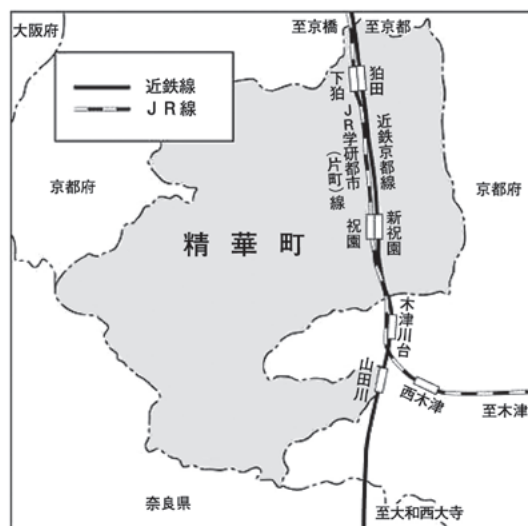 大阪府
至京橋
至京都
近鉄線
JR線
下狛
狛田
JR学研都市
(片町)線
近鉄京都線
京都府
京都府
祝園
新祝園
精華町
木津川台
山田川
西木津
至木津
奈良県
至大和西大寺